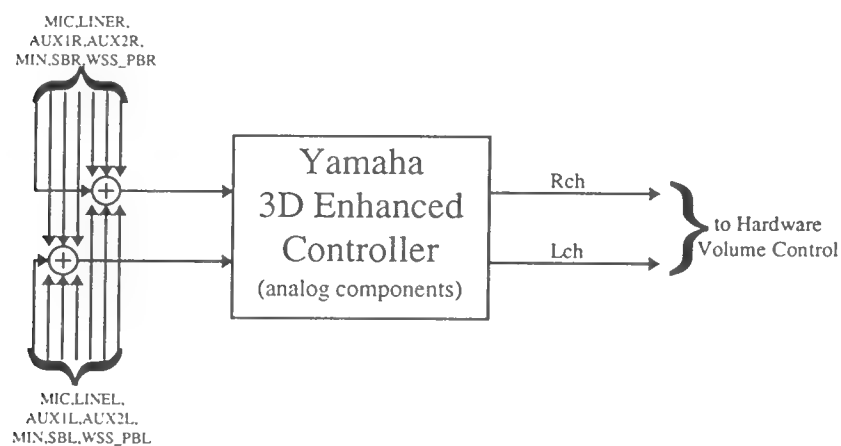 MIC,LINER,
AUX1R,AUX2R,
MIN,SBR,WSS_PBR
Yamaha
3D Enhanced
Controller
(analog components)
Rch
Lch
to Hardware
Volume Control
MIC,LINEL,
AUX1L,AUX2L,
MIN,SBL,WSS_PBL